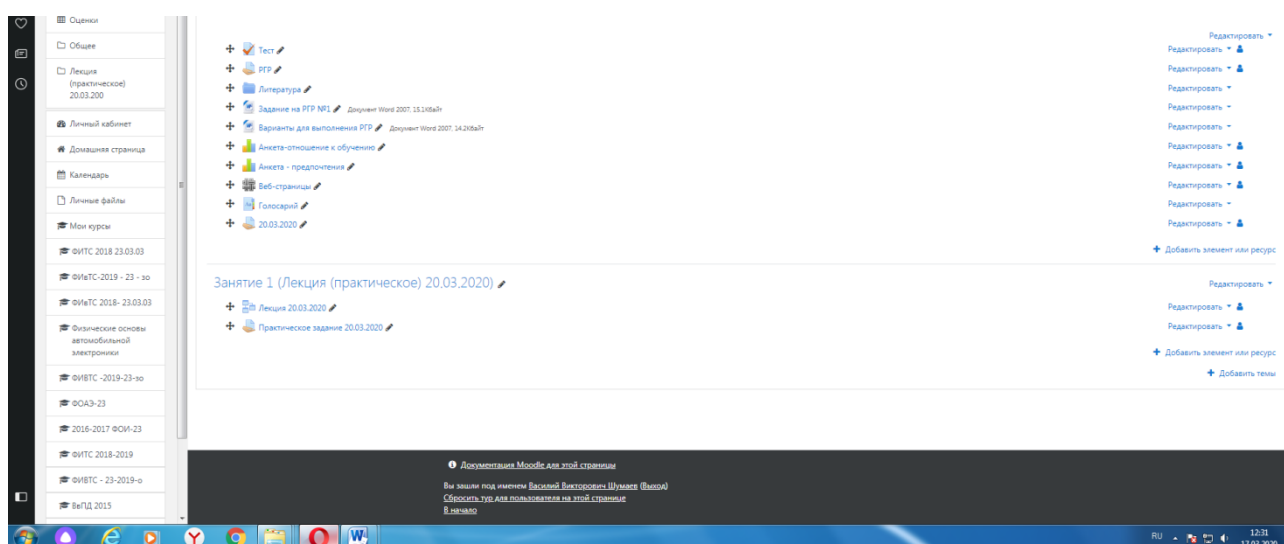 Оценки
Общее
Лекция
(практическое)
20.03.200
Личный кабинет
Домашняя страница
Календарь
Личные файлы
Мои курсы
ФИТС 2018 23.03.03
ФИвТС-2019 - 23 - зо
ФИвТС 2018- 23.03.03
Физические основы
автомобильной
электроники
ФИВТС -2019-23-зо
ФОАЭ-23
2016-2017 ФОИ-23
ФИТС 2018-2019
ФИВТС - 23-2019-о
ВвПД 2015
Редактировать
Тест Редактировать
РГР Редактировать
Литература Редактировать
Задание на РГР №1 Документ Word 2007, 15.1Кбайт Редактировать
Варианты для выполнения РГР Документ Word 2007, 14.2Кбайт Редактировать
Анкета-отношение к обучению Редактировать
Анкета - предпочтения Редактировать
Веб-страницы Редактировать
Голосарий Редактировать
20.03.2020 Редактировать
Добавить элемент или ресурс
Занятие 1 (Лекция (практическое) 20.03.2020) Редактировать
Лекция 20.03.2020 Редактировать
Практическое задание 20.03.2020 Редактировать
Добавить элемент или ресурс
Добавить темы
Документация Moodle для этой страницы
Вы зашли под именем Василий Викторович Шумаев (Выход)
Сбросить тур для пользователя на этой странице
В начало
RU 12:31
17.03.2020